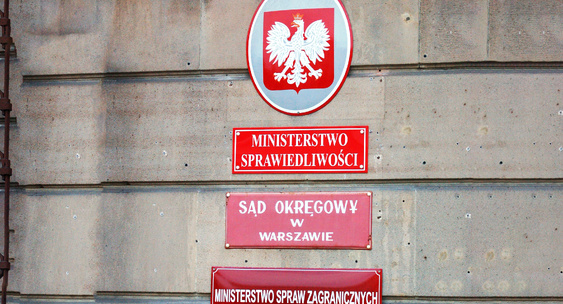 MINISTERSTWO
SPRAWIEDLIWOŚCI
SĄD OKRĘGOWY
W
WARSZAWIE
MINISTERSTWO SPRAW ZAGRANICZNYCH